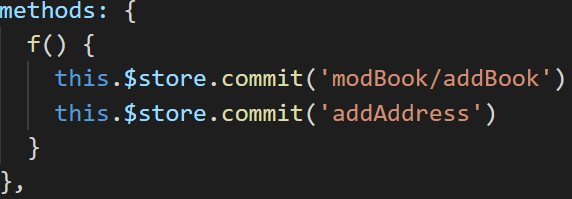 methods: {
  f() {
    this.$store.commit('modBook/addBook')
    this.$store.commit('addAddress')
  }
},